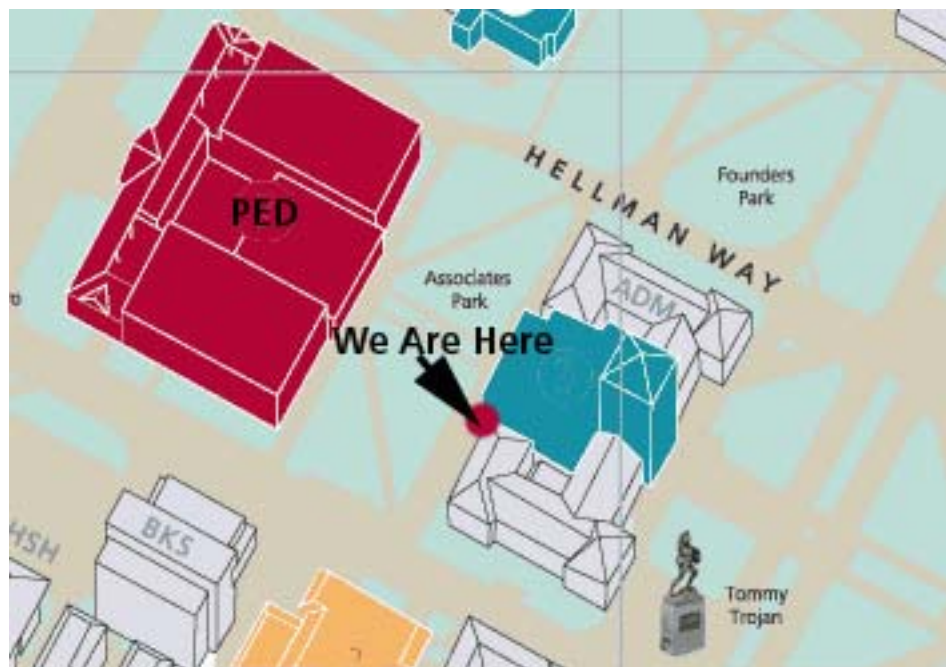 HELLMAN WAY
Founders
Park
PED
Associates
Park
ADM
We Are Here
HSH
BKS
Tommy
Trojan